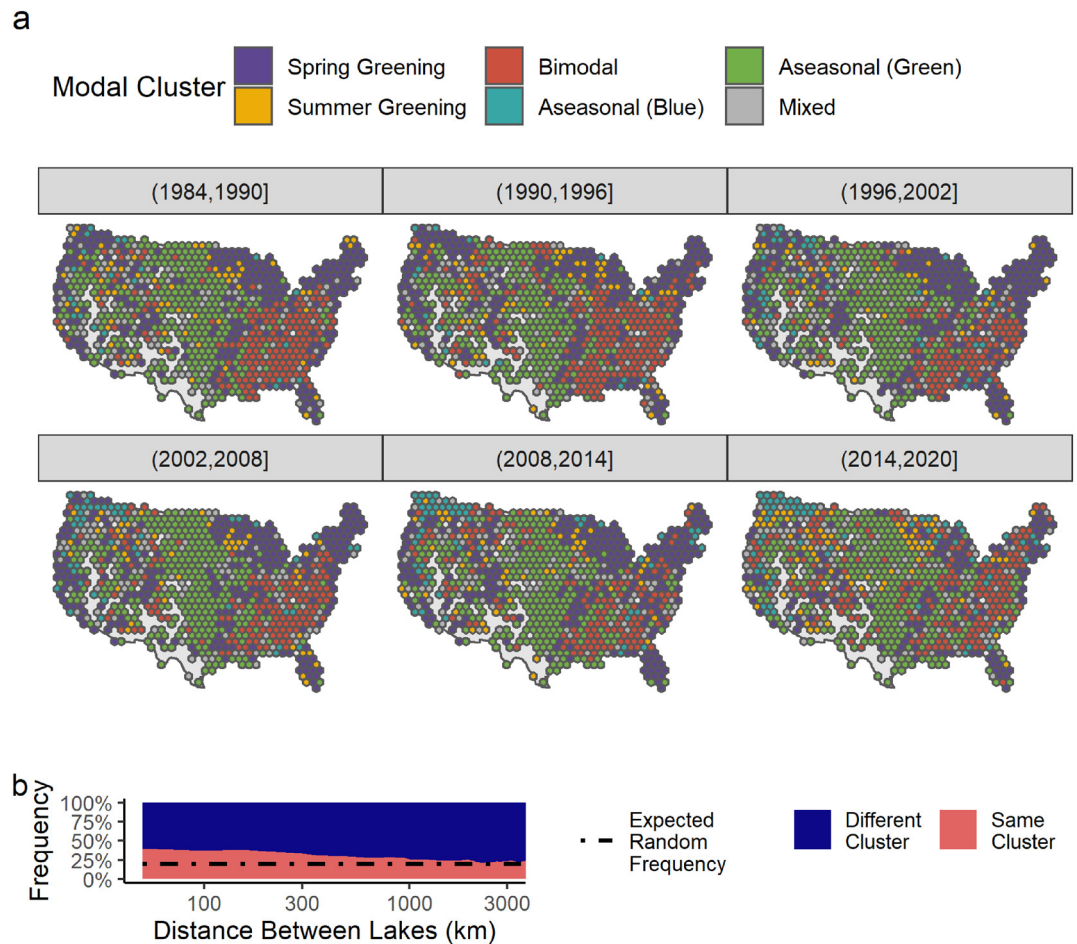 a
Modal Cluster
Spring Greening
Bimodal
Aseasonal (Green)
Summer Greening
Aseasonal (Blue)
Mixed
(1984,1990]
(1990,1996]
(1996,2002]
(2002,2008]
(2008,2014]
(2014,2020]
b
Frequency
100%
75%
50%
25%
0%
100
300
1000
3000
Distance Between Lakes (km)
Expected
Random
Frequency
Different
Cluster
Same
Cluster